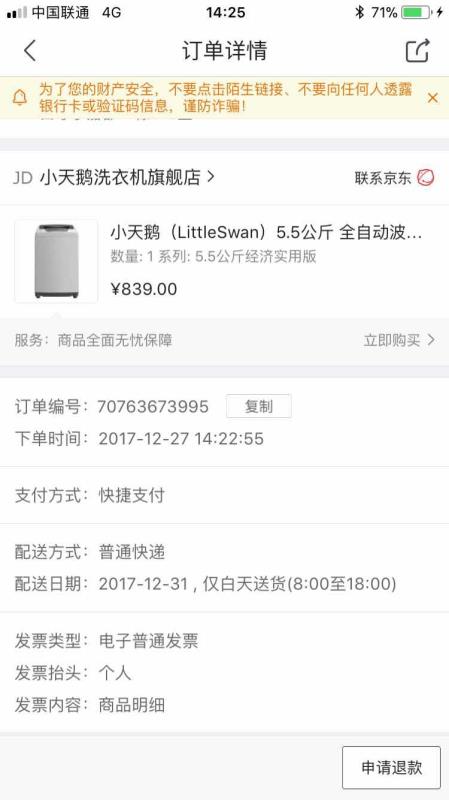 中国联通 4G 14:25 71%
订单详情
为了您的财产安全，不要点击陌生链接、不要向任何人透露
银行卡或验证码信息，谨防诈骗！
JD 小天鹅洗衣机旗舰店 联系京东
小天鹅（LittleSwan）5.5公斤 全自动波...
数量: 1 系列: 5.5公斤经济实用版
¥839.00
服务: 商品全面无忧保障 立即购买
订单编号: 70763673995 复制
下单时间: 2017-12-27 14:22:55
支付方式: 快捷支付
配送方式: 普通快递
配送日期: 2017-12-31 , 仅白天送货(8:00至18:00)
发票类型: 电子普通发票
发票抬头: 个人
发票内容: 商品明细
申请退款